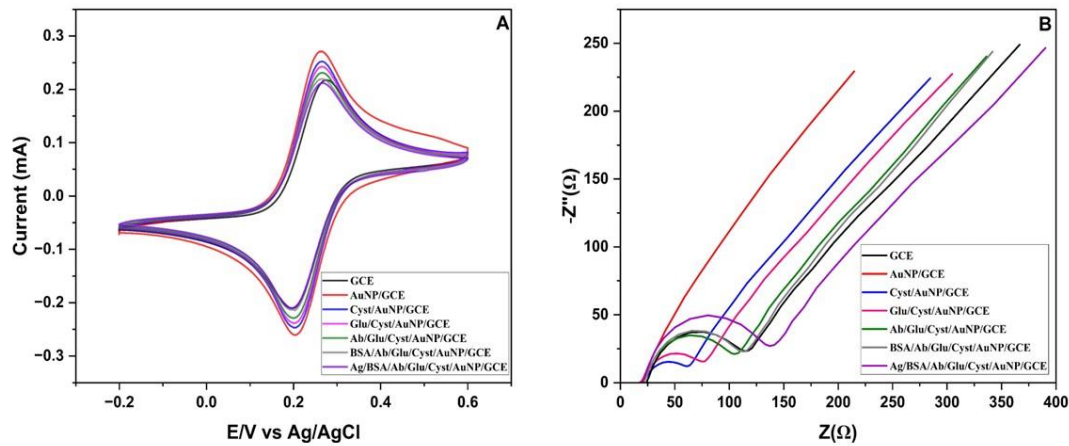 A
0.3
0.2
0.1
0.0
−0.1
−0.2
−0.3
Current (mA)
GCE
AuNP/GCE
Cyst/AuNP/GCE
Glu/Cyst/AuNP/GCE
Ab/Glu/Cyst/AuNP/GCE
BSA/Ab/Glu/Cyst/AuNP/GCE
Ag/BSA/Ab/Glu/Cyst/AuNP/GCE
−0.2 0.0 0.2 0.4 0.6
E/V vs Ag/AgCl
B
250
200
150
100
50
0
-Z"(Ω)
GCE
AuNP/GCE
Cyst/AuNP/GCE
Glu/Cyst/AuNP/GCE
Ab/Glu/Cyst/AuNP/GCE
BSA/Ab/Glu/Cyst/AuNP/GCE
Ag/BSA/Ab/Glu/Cyst/AuNP/GCE
0 50 100 150 200 250 300 350 400
Z(Ω)